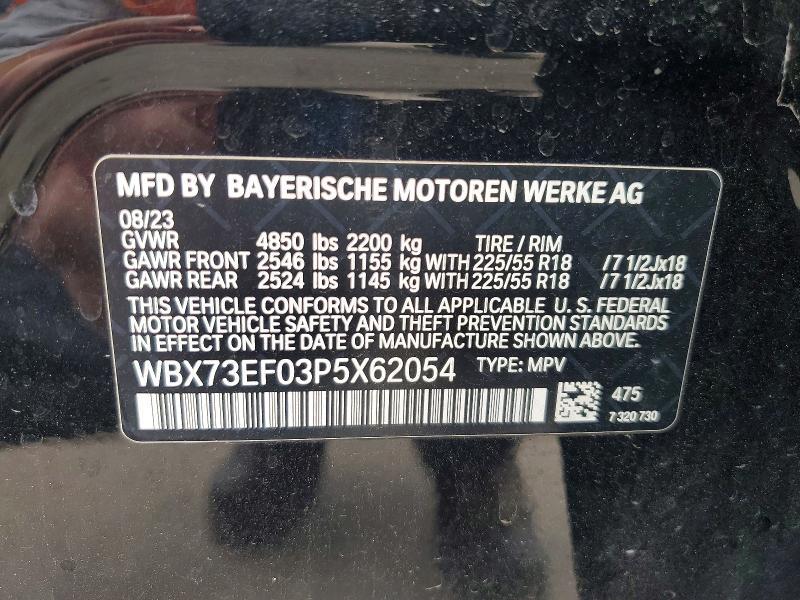 MFD BY BAYERISCHE MOTOREN WERKE AG
08/23
GVWR 4850 lbs 2200 kg TIRE / RIM
GAWR FRONT 2546 lbs 1155 kg WITH 225/55 R18 /7 1/2Jx18
GAWR REAR 2524 lbs 1145 kg WITH 225/55 R18 /7 1/2Jx18
THIS VEHICLE CONFORMS TO ALL APPLICABLE U. S. FEDERAL
MOTOR VEHICLE SAFETY AND THEFT PREVENTION STANDARDS
IN EFFECT ON THE DATE OF MANUFACTURE SHOWN ABOVE.
WBX73EF03P5X62054 TYPE: MPV
475
7 320 730